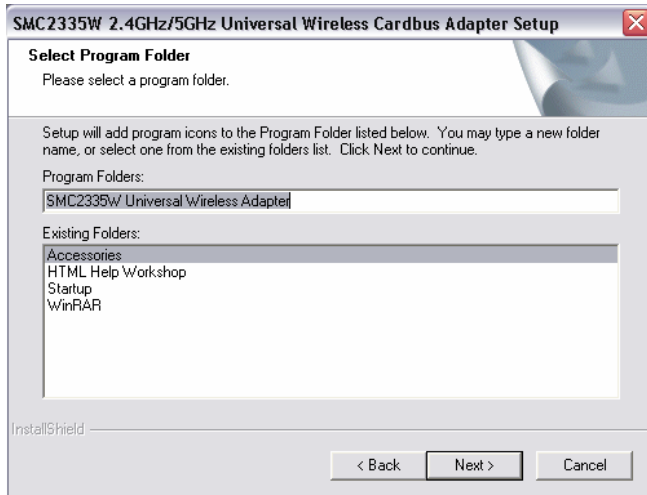 SMC2335W 2.4GHz/5GHz Universal Wireless Cardbus Adapter Setup
Select Program Folder
Please select a program folder.
Setup will add program icons to the Program Folder listed below. You may type a new folder
name, or select one from the existing folders list. Click Next to continue.
Program Folders:
SMC2335W Universal Wireless Adapter
Existing Folders:
Accessories
HTML Help Workshop
Startup
WinRAR
InstallShield
< Back
Next >
Cancel